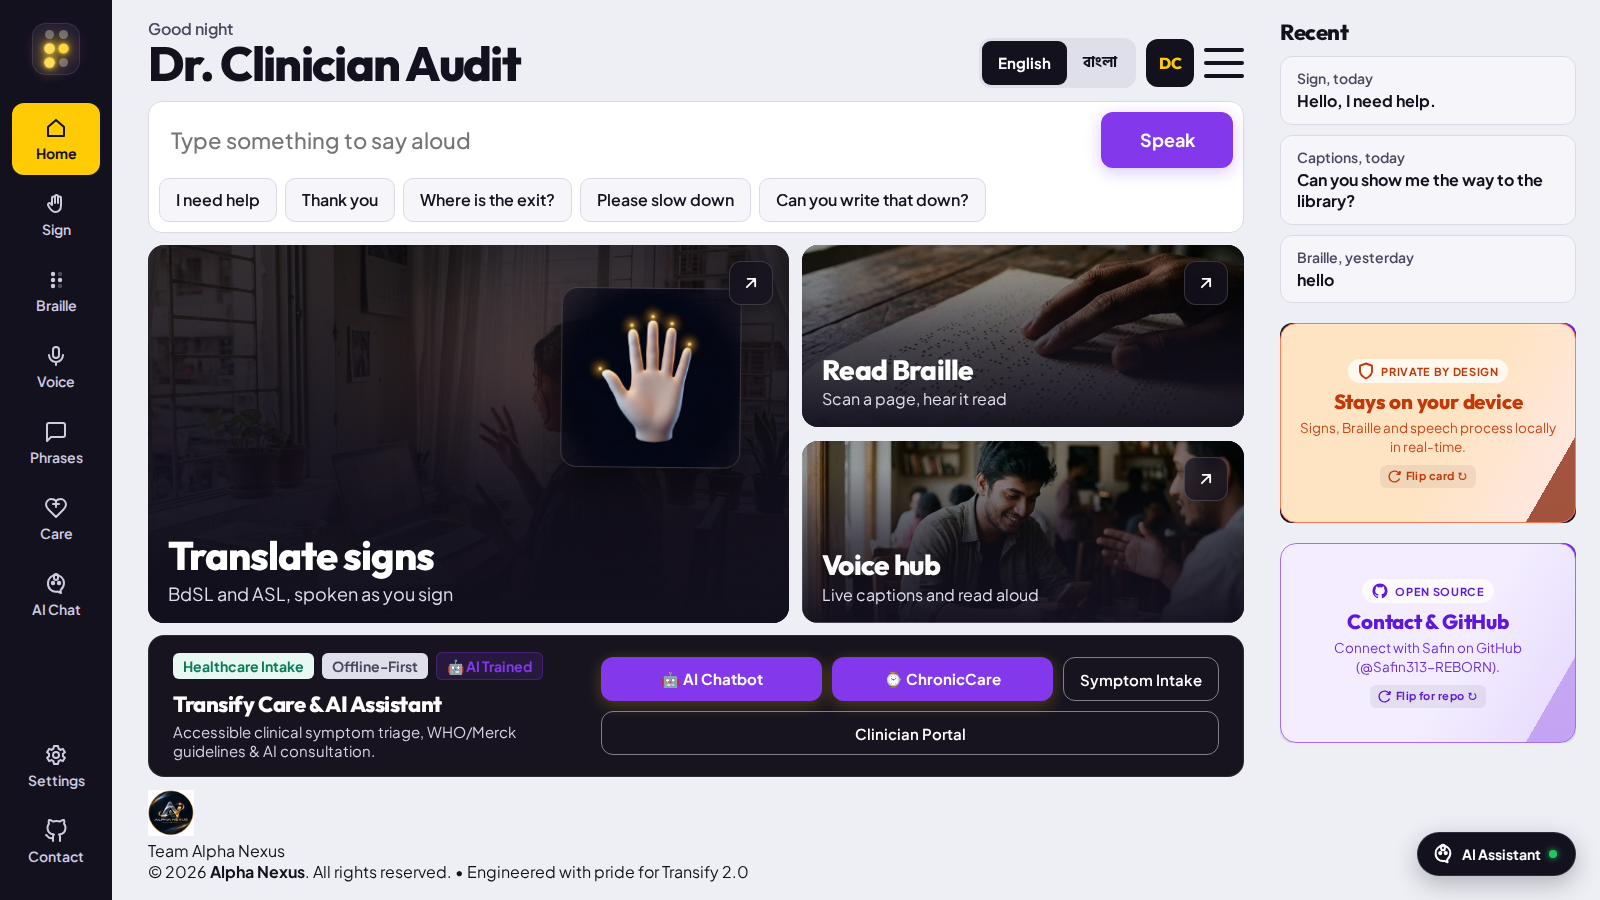 Home
Sign
Braille
Voice
Phrases
Care
AI Chat
Settings
Contact
Good night
Dr. Clinician Audit
English
বাংলা
DC
Type something to say aloud
Speak
I need help
Thank you
Where is the exit?
Please slow down
Can you write that down?
Translate signs
BdSL and ASL, spoken as you sign
Read Braille
Scan a page, hear it read
Voice hub
Live captions and read aloud
Healthcare Intake
Offline-First
🤖 AI Trained
Transify Care & AI Assistant
Accessible clinical symptom triage, WHO/Merck
guidelines & AI consultation.
🤖 AI Chatbot
⌚ ChronicCare
Symptom Intake
Clinician Portal
ALPHA NEXUS
Team Alpha Nexus
© 2026 Alpha Nexus. All rights reserved. • Engineered with pride for Transify 2.0
Recent
Sign, today
Hello, I need help.
Captions, today
Can you show me the way to the
library?
Braille, yesterday
hello
PRIVATE BY DESIGN
Stays on your device
Signs, Braille and speech process locally
in real-time.
Flip card ↻
OPEN SOURCE
Contact & GitHub
Connect with Safin on GitHub
(@Safin313-REBORN).
Flip for repo ↻
AI Assistant